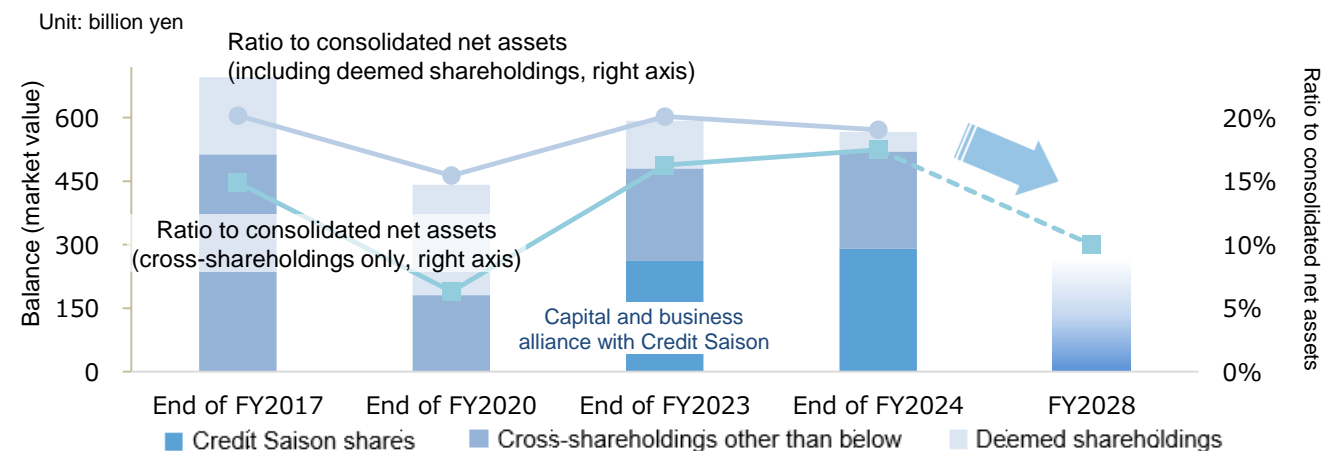 Unit: billion yen
Ratio to consolidated net assets
(including deemed shareholdings, right axis)
Balance (market value)
600
450
300
150
0
20%
15%
10%
5%
0%
Ratio to consolidated net assets
Ratio to consolidated net assets
(cross-shareholdings only, right axis)
Capital and business
alliance with Credit Saison
End of FY2017 End of FY2020 End of FY2023 End of FY2024 FY2028
Credit Saison shares Cross-shareholdings other than below Deemed shareholdings